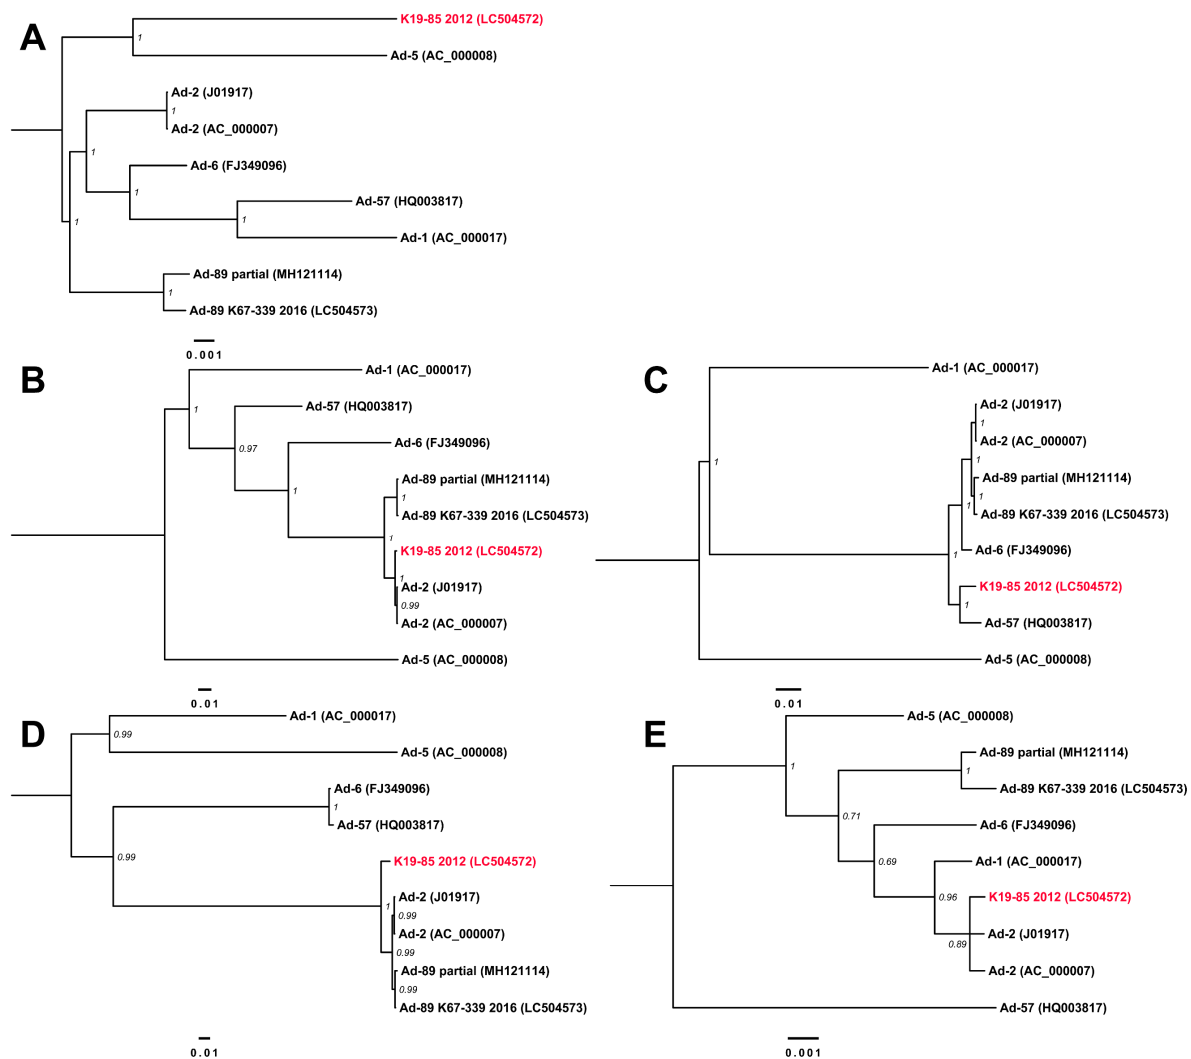 A
K19-85 2012 (LC504572)
1
Ad-5 (AC_000008)
Ad-2 (J01917)
1
Ad-2 (AC_000007)
1
Ad-6 (FJ349096)
1
Ad-57 (HQ003817)
1
1
Ad-1 (AC_000017)
Ad-89 partial (MH121114)
1
Ad-89 K67-339 2016 (LC504573)
0.001
B
Ad-1 (AC_000017)
1
Ad-57 (HQ003817)
0.97
Ad-6 (FJ349096)
Ad-89 partial (MH121114)
1
1
Ad-89 K67-339 2016 (LC504573)
1
K19-85 2012 (LC504572)
1
Ad-2 (J01917)
0.99
Ad-2 (AC_000007)
Ad-5 (AC_000008)
0.01
C
Ad-1 (AC_000017)
Ad-2 (J01917)
1
Ad-2 (AC_000007)
1
1
Ad-89 partial (MH121114)
1
1
Ad-89 K67-339 2016 (LC504573)
1
Ad-6 (FJ349096)
K19-85 2012 (LC504572)
1
Ad-57 (HQ003817)
Ad-5 (AC_000008)
0.01
D
Ad-1 (AC_000017)
0.99
Ad-5 (AC_000008)
Ad-6 (FJ349096)
1
Ad-57 (HQ003817)
0.99
K19-85 2012 (LC504572)
Ad-2 (J01917)
1
0.99
Ad-2 (AC_000007)
0.99
Ad-89 partial (MH121114)
0.99
Ad-89 K67-339 2016 (LC504573)
0.01
E
Ad-5 (AC_000008)
Ad-89 partial (MH121114)
1
1
Ad-89 K67-339 2016 (LC504573)
0.71
Ad-6 (FJ349096)
0.69
Ad-1 (AC_000017)
0.96
K19-85 2012 (LC504572)
Ad-2 (J01917)
0.89
Ad-2 (AC_000007)
Ad-57 (HQ003817)
0.001